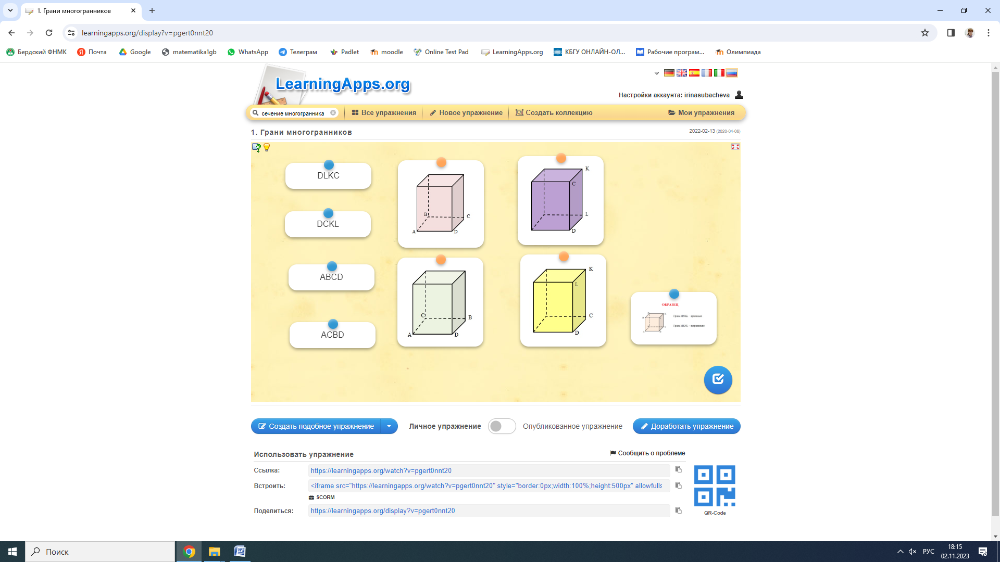 1. Грани многогранников
learningapps.org/display?v=pgert0nnt20
Бердский ФНМК Почта Google matematika1gb WhatsApp Телеграм Padlet moodle Online Test Pad LearningApps.org КБГУ ОНЛАЙН-ОЛ... Рабочие програм... Олимпиада
LearningApps.org
Настройки аккаунта: irinasubacheva
сечение многогранника Все упражнения Новое упражнение Создать коллекцию Мои упражнения
1. Грани многогранников 2022-02-13 (2020-04-06)
DLKC
DCKL
ABCD
ACBD
B
C
A
D
K
C
L
D
C
B
A
D
K
L
C
D
ОБРАЗЕЦ
Создать подобное упражнение Личное упражнение Опубликованное упражнение Доработать упражнение
Использовать упражнение Сообщить о проблеме
Ссылка: https://learningapps.org/watch?v=pgert0nnt20
Встроить: <iframe src="https://learningapps.org/watch?v=pgert0nnt20" style="border:0px;width:100%;height:500px" allowfulls
SCORM
Поделиться: https://learningapps.org/display?v=pgert0nnt20
QR-Code
Поиск
РУС
18:15
02.11.2023